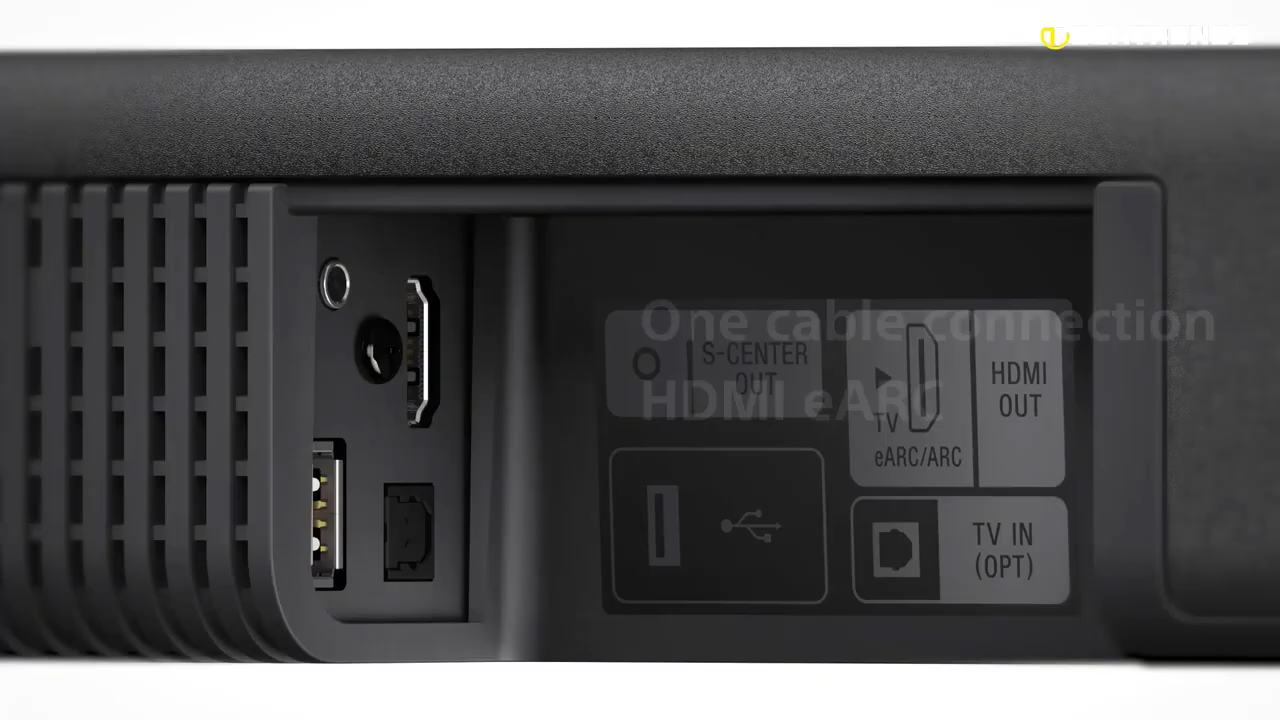 One cable connection
HDMI eARC
S-CENTER
OUT
TV
eARC/ARC
HDMI
OUT
TV IN
(OPT)